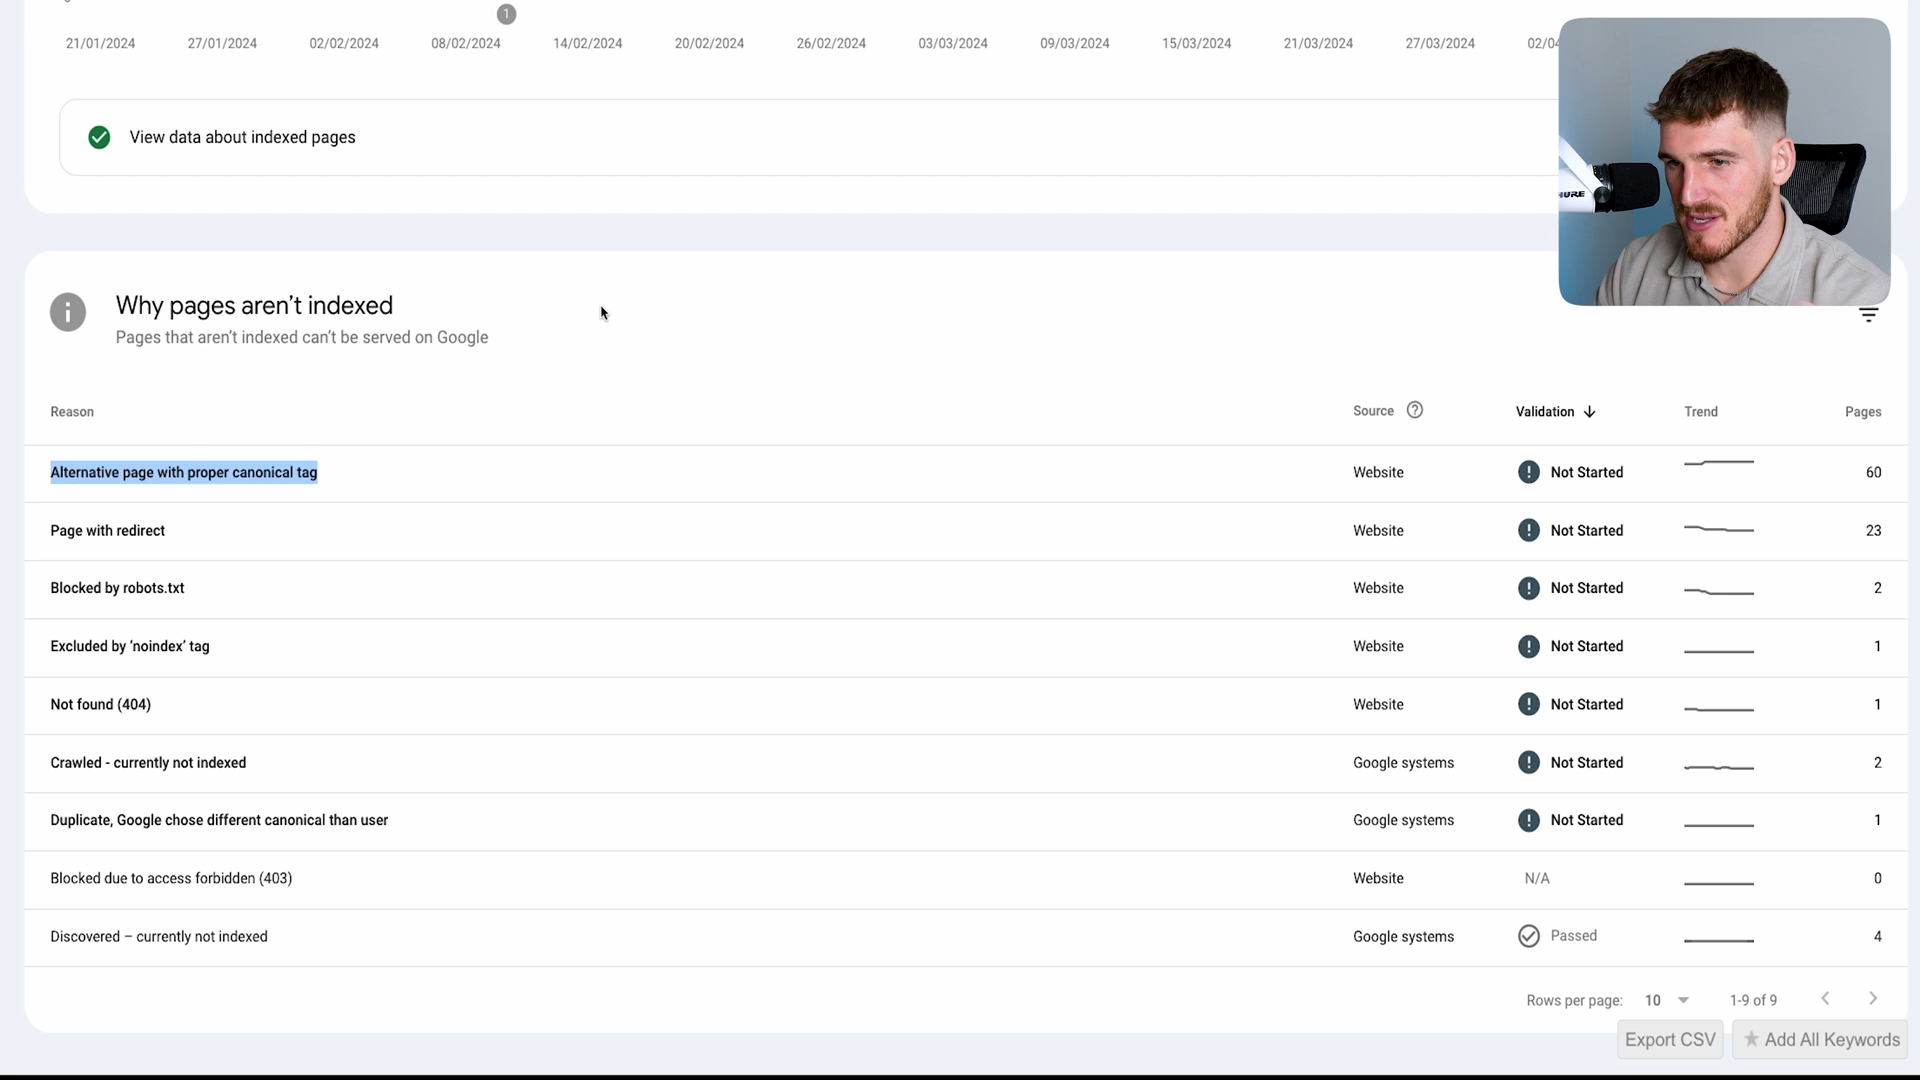 1
21/01/2024 27/01/2024 02/02/2024 08/02/2024 14/02/2024 20/02/2024 26/02/2024 03/03/2024 09/03/2024 15/03/2024 21/03/2024 27/03/2024 02/04
View data about indexed pages
Why pages aren’t indexed
Pages that aren’t indexed can’t be served on Google
Reason Source Validation Trend Pages
Alternative page with proper canonical tag Website Not Started 60
Page with redirect Website Not Started 23
Blocked by robots.txt Website Not Started 2
Excluded by ‘noindex’ tag Website Not Started 1
Not found (404) Website Not Started 1
Crawled - currently not indexed Google systems Not Started 2
Duplicate, Google chose different canonical than user Google systems Not Started 1
Blocked due to access forbidden (403) Website N/A 0
Discovered – currently not indexed Google systems Passed 4
Rows per page: 10 1-9 of 9
Export CSV ★ Add All Keywords